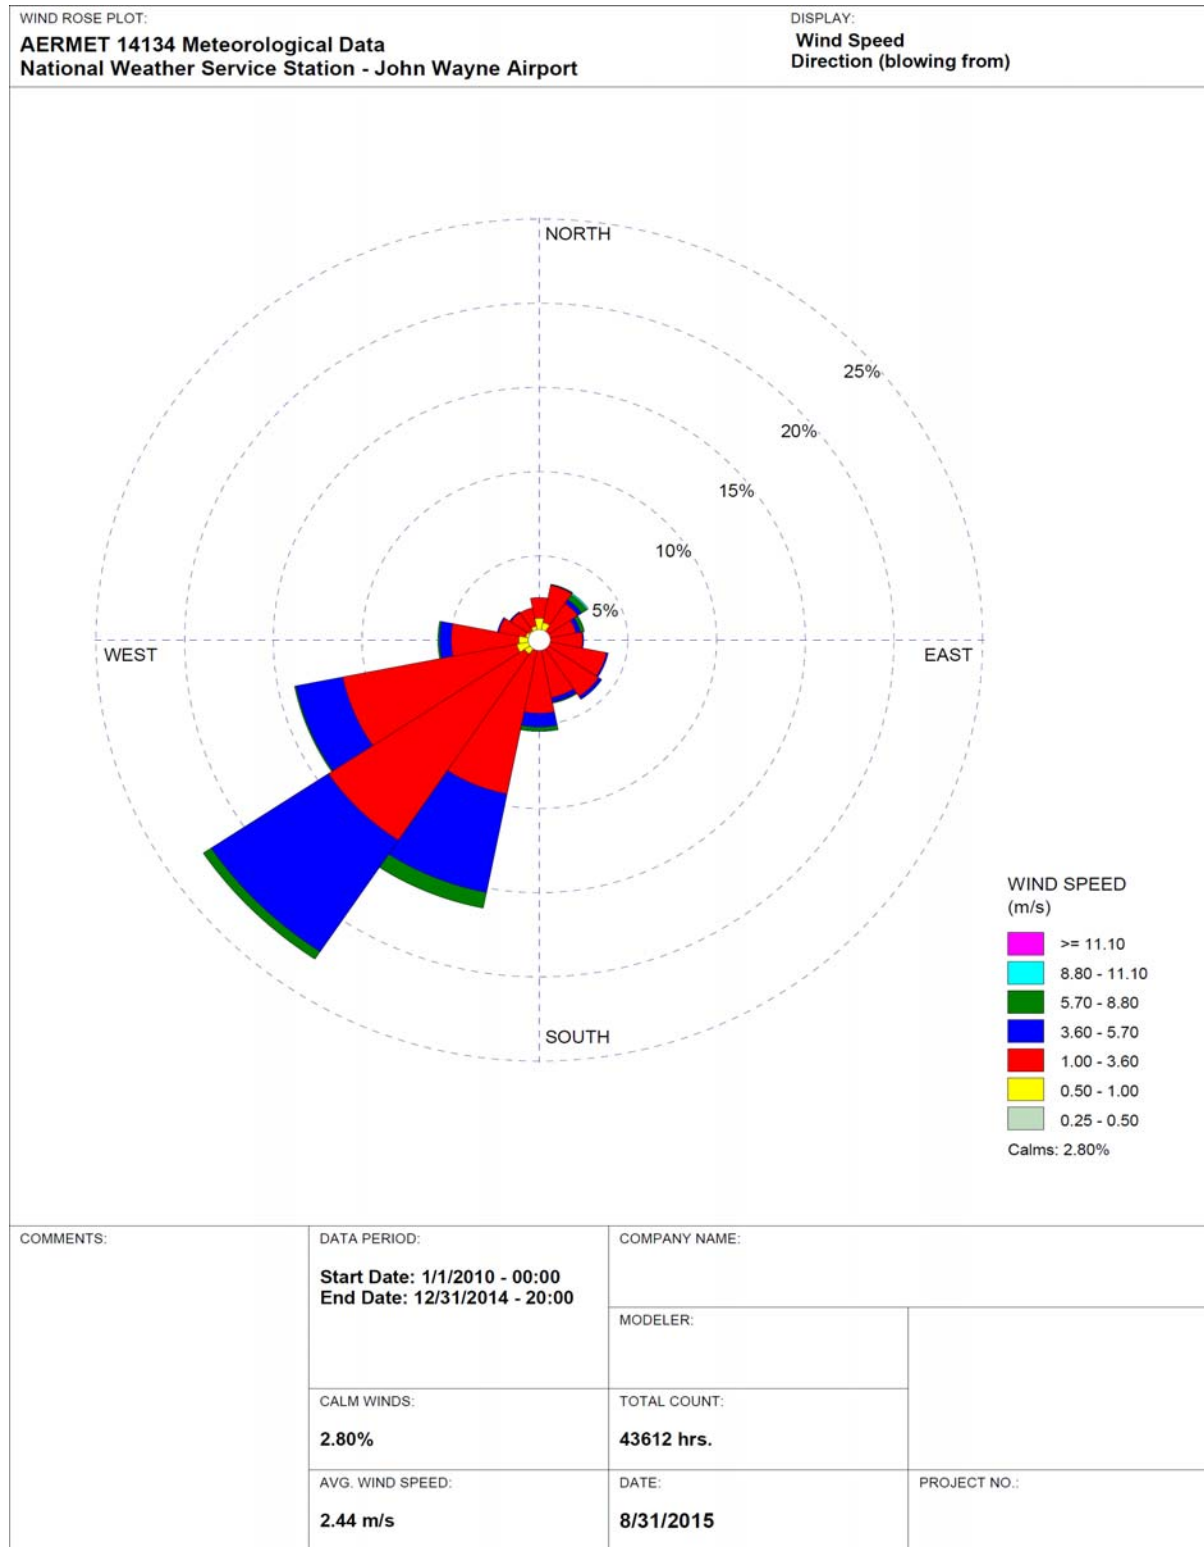 WIND ROSE PLOT:
AERMET 14134 Meteorological Data
National Weather Service Station - John Wayne Airport
DISPLAY:
Wind Speed
Direction (blowing from)
NORTH
25%
20%
15%
10%
5%
WEST
EAST
SOUTH
WIND SPEED
(m/s)
>= 11.10
8.80 - 11.10
5.70 - 8.80
3.60 - 5.70
1.00 - 3.60
0.50 - 1.00
0.25 - 0.50
Calms: 2.80%
COMMENTS:
DATA PERIOD:
Start Date: 1/1/2010 - 00:00
End Date: 12/31/2014 - 20:00
COMPANY NAME:
MODELER:
CALM WINDS:
2.80%
TOTAL COUNT:
43612 hrs.
AVG. WIND SPEED:
2.44 m/s
DATE:
8/31/2015
PROJECT NO.: